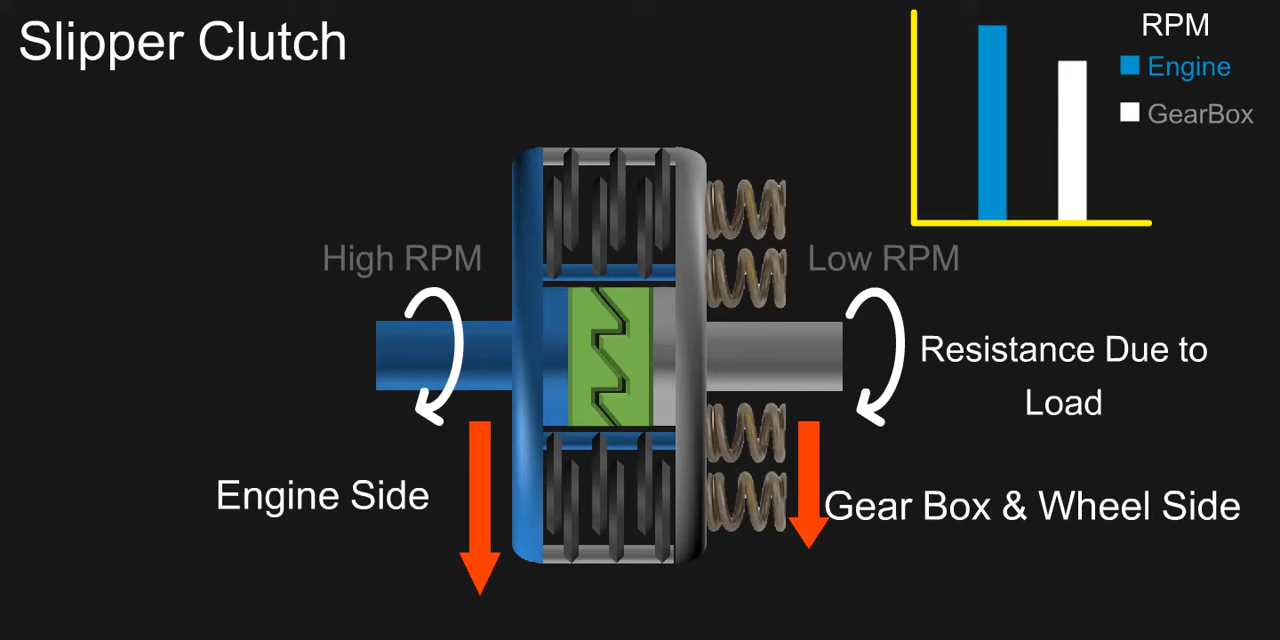 Slipper Clutch
RPM
Engine
GearBox
High RPM
Low RPM
Resistance Due to
Load
Engine Side
Gear Box & Wheel Side